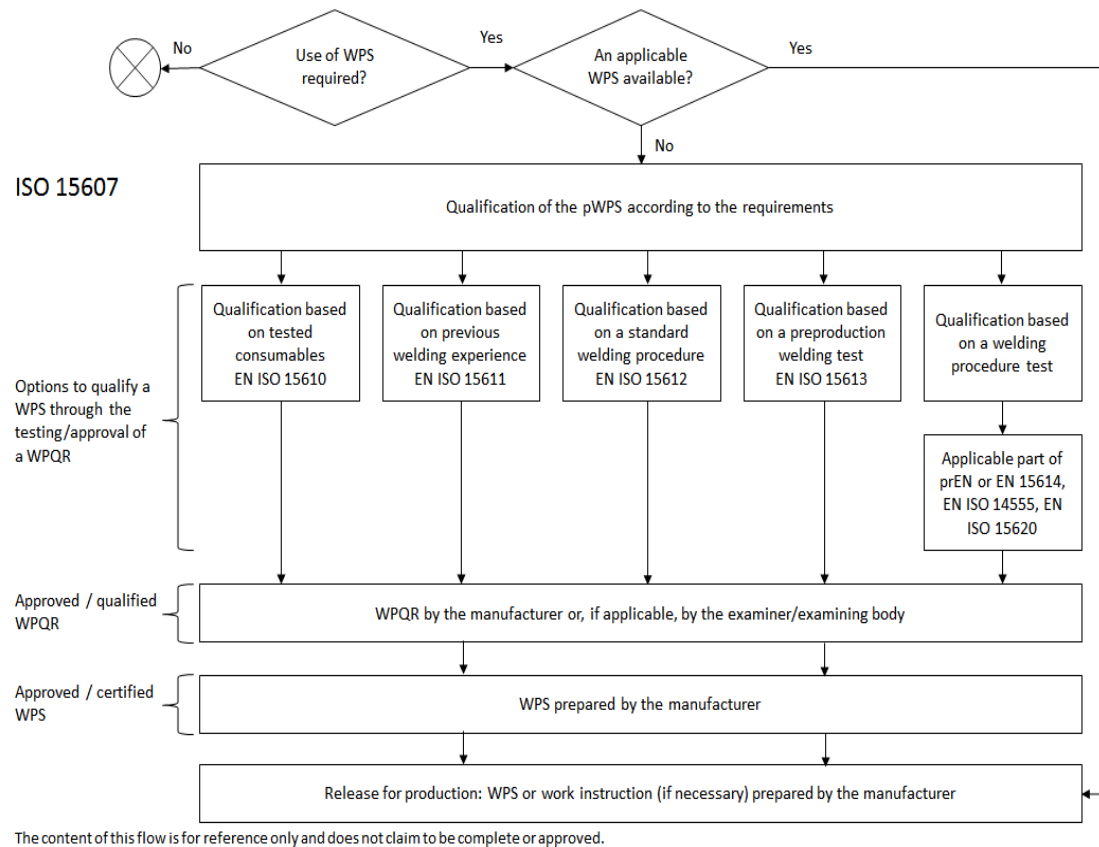 No
Use of WPS
required?
Yes
An applicable
WPS available?
Yes
No
ISO 15607
Qualification of the pWPS according to the requirements
Options to qualify a
WPS through the
testing/approval of
a WPQR
Qualification based
on tested
consumables
EN ISO 15610
Qualification based
on previous
welding experience
EN ISO 15611
Qualification based
on a standard
welding procedure
EN ISO 15612
Qualification based
on a preproduction
welding test
EN ISO 15613
Qualification based
on a welding
procedure test
Applicable part of
prEN or EN 15614,
EN ISO 14555, EN
ISO 15620
Approved / qualified
WPQR
WPQR by the manufacturer or, if applicable, by the examiner/examining body
Approved / certified
WPS
WPS prepared by the manufacturer
Release for production: WPS or work instruction (if necessary) prepared by the manufacturer
The content of this flow is for reference only and does not claim to be complete or approved.